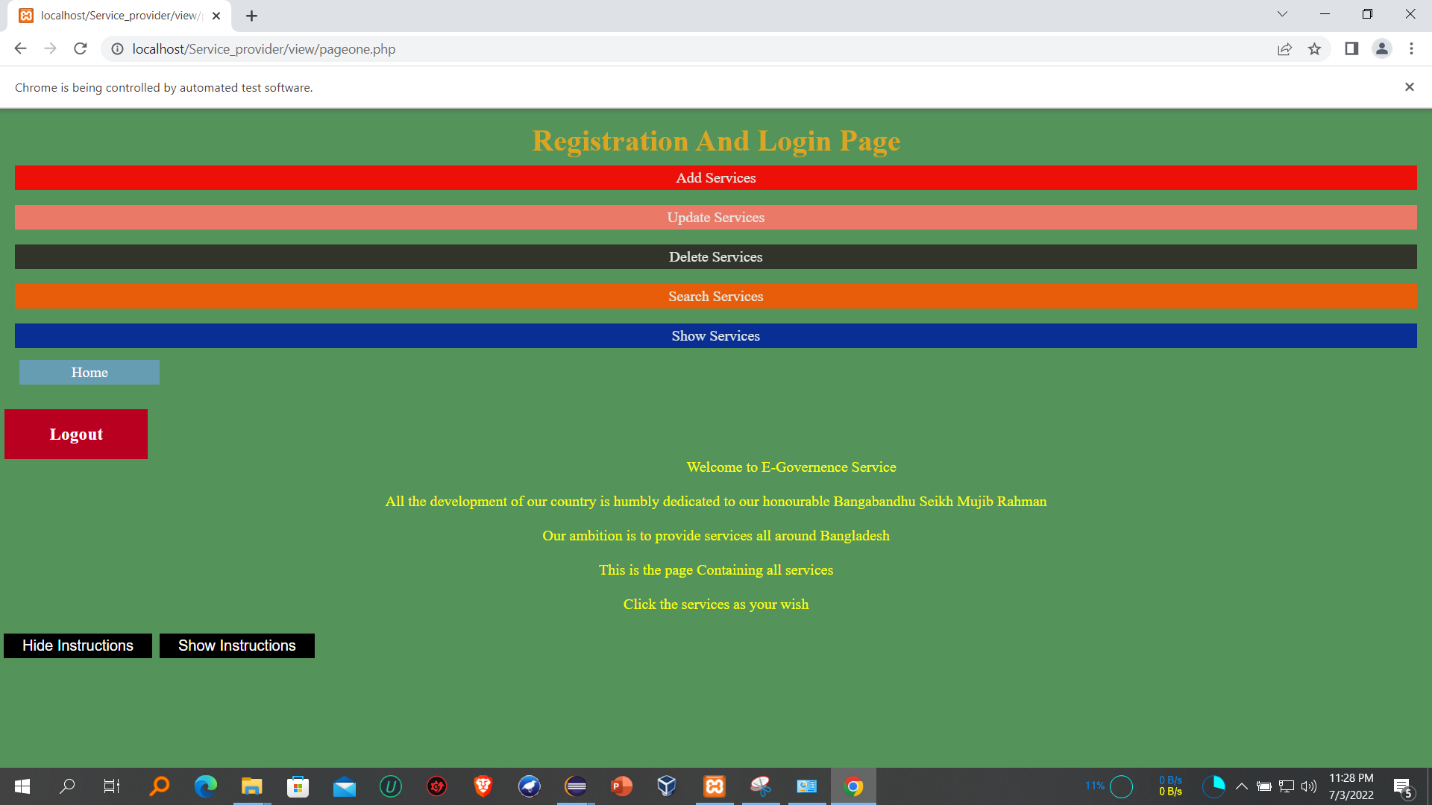 localhost/Service_provider/view/
localhost/Service_provider/view/pageone.php
Chrome is being controlled by automated test software.
Registration And Login Page
Add Services
Update Services
Delete Services
Search Services
Show Services
Home
Logout
Welcome to E-Governence Service
All the development of our country is humbly dedicated to our honourable Bangabandhu Seikh Mujib Rahman
Our ambition is to provide services all around Bangladesh
This is the page Containing all services
Click the services as your wish
Hide Instructions Show Instructions
11%
0 B/s
0 B/s
11:28 PM
7/3/2022
5